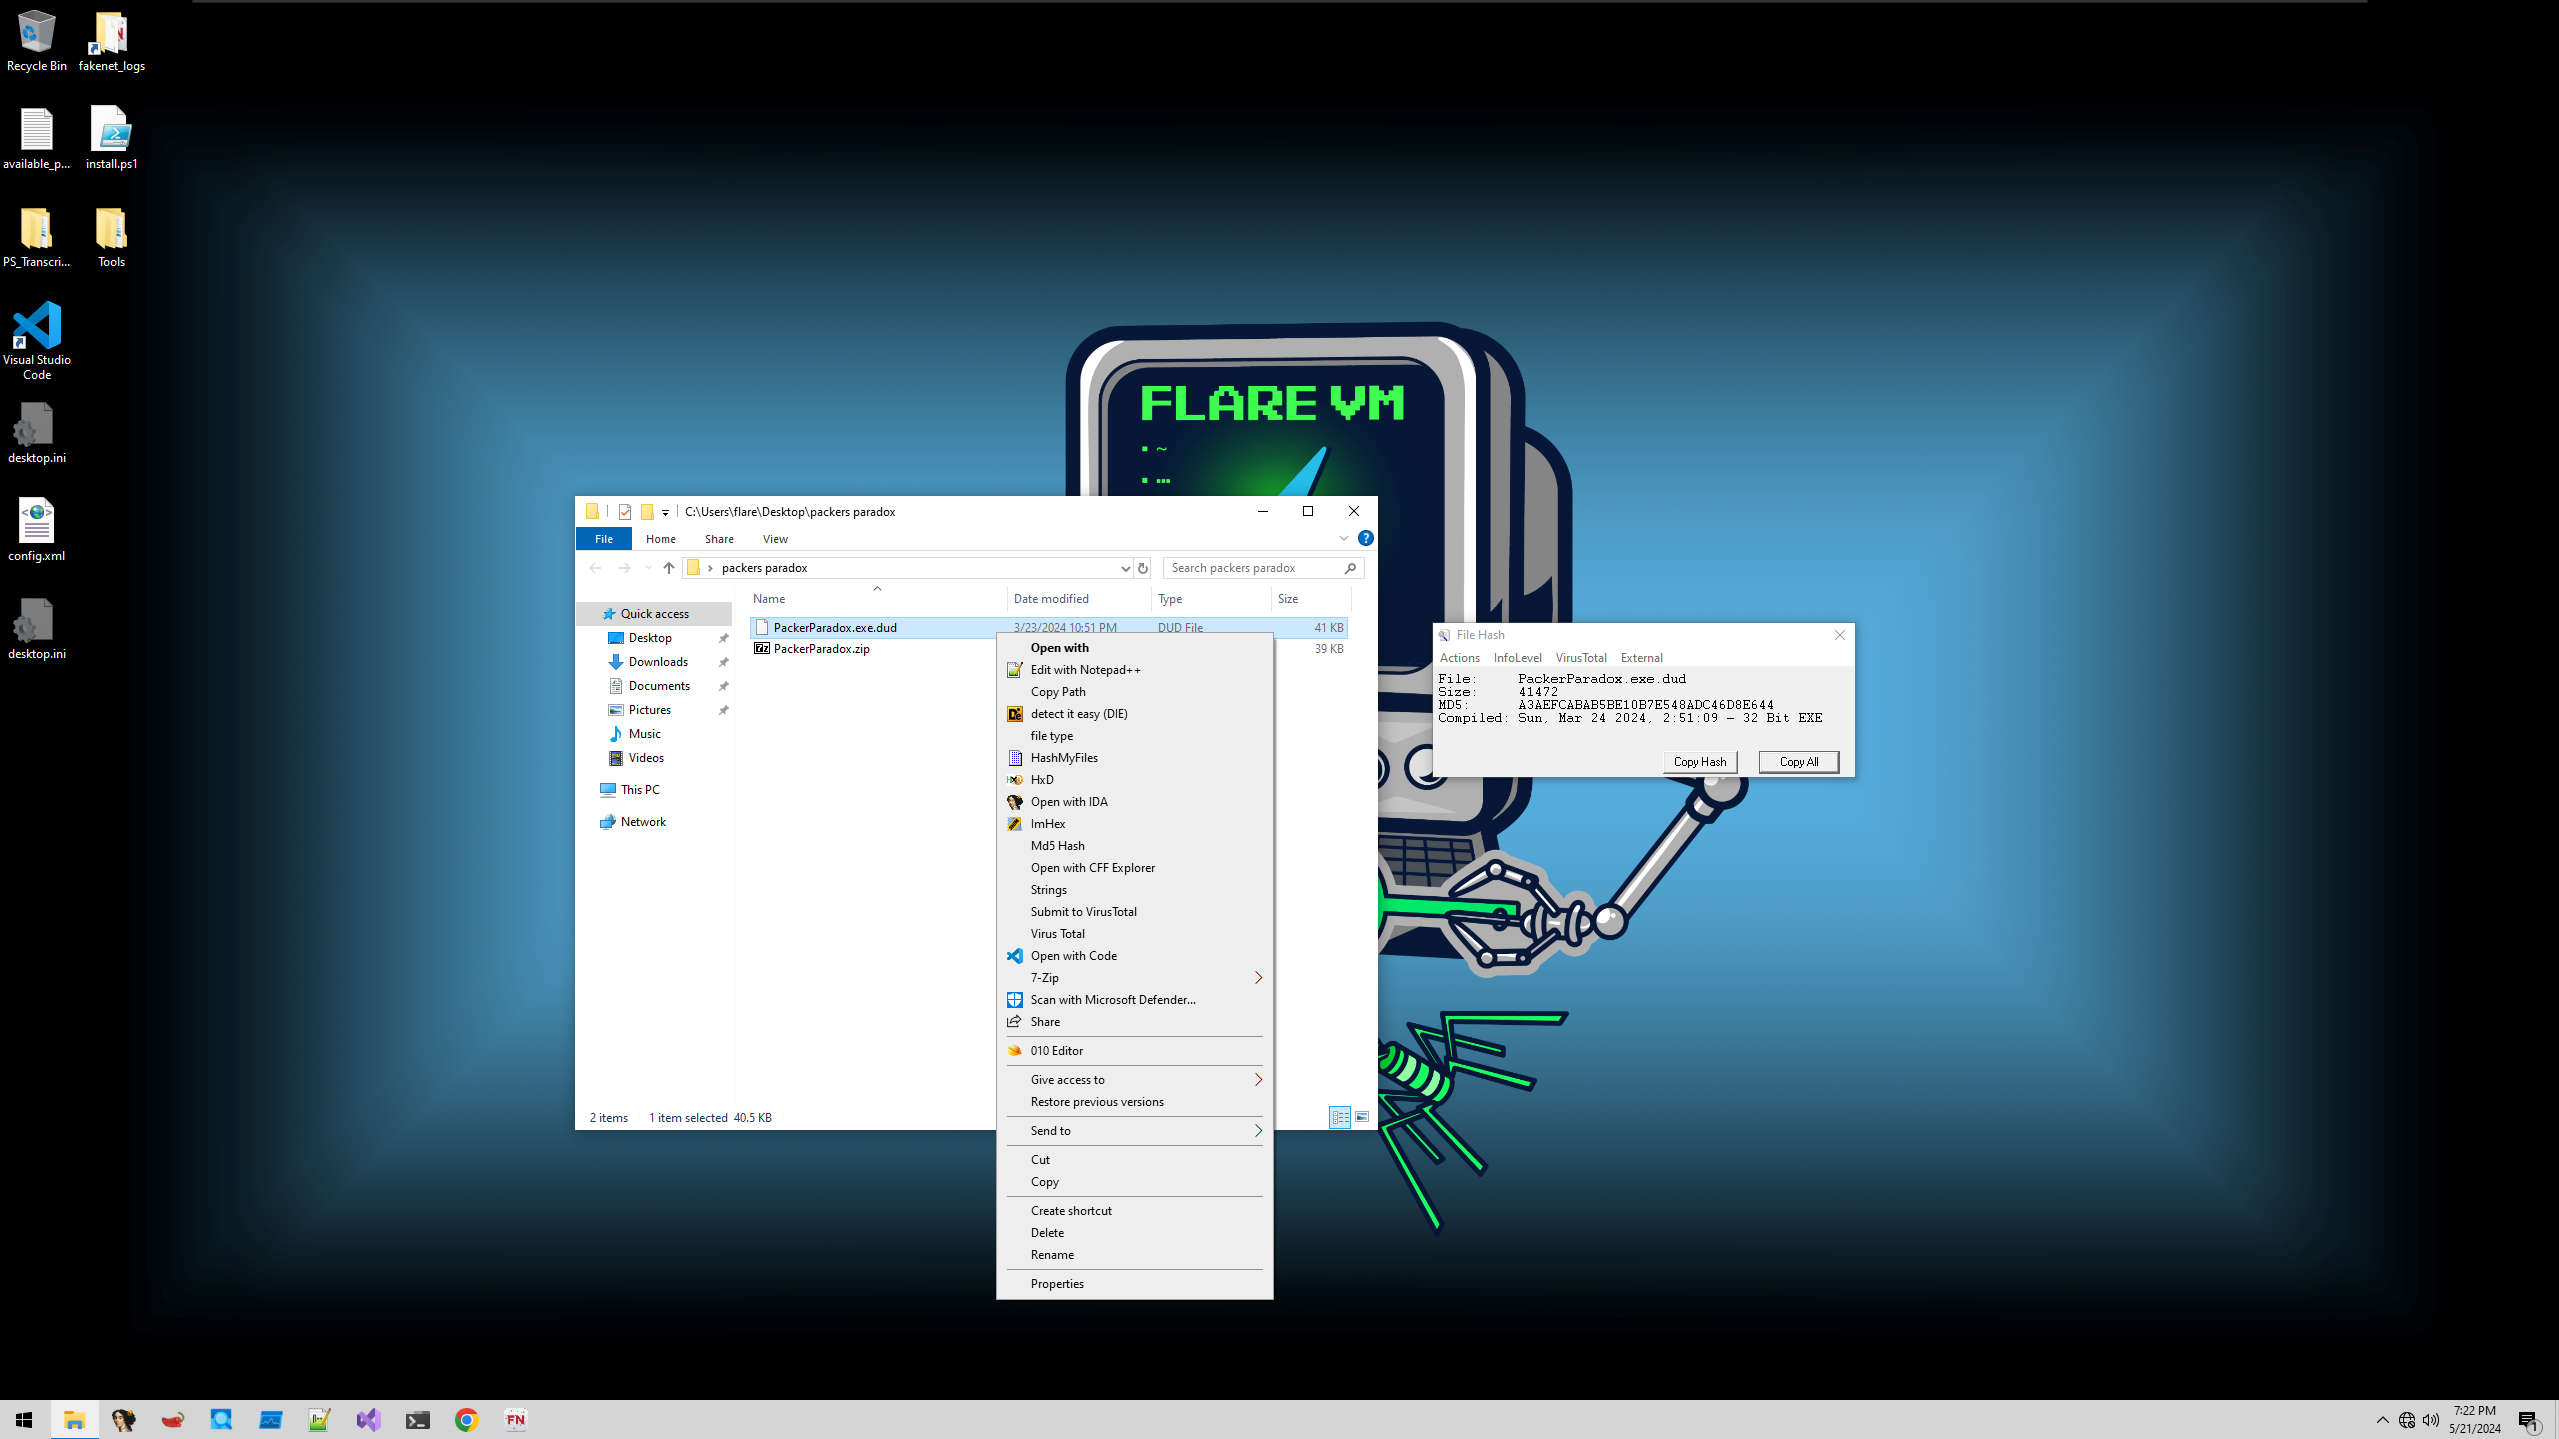 Recycle Bin
fakenet_logs
available_p...
install.ps1
PS_Transcri...
Tools
Visual Studio
Code
desktop.ini
config.xml
desktop.ini
FLARE VM
~
...
C:\Users\flare\Desktop\packers paradox
File
Home
Share
View
?
packers paradox
Search packers paradox
Name
Date modified
Type
Size
Quick access
Desktop
Downloads
Documents
Pictures
Music
Videos
This PC
Network
PackerParadox.exe.dud
3/23/2024 10:51 PM
DUD File
41 KB
PackerParadox.zip
39 KB
Open with
Edit with Notepad++
Copy Path
detect it easy (DIE)
file type
HashMyFiles
HxD
Open with IDA
ImHex
Md5 Hash
Open with CFF Explorer
Strings
Submit to VirusTotal
Virus Total
Open with Code
7-Zip
Scan with Microsoft Defender...
Share
010 Editor
Give access to
Restore previous versions
Send to
Cut
Copy
Create shortcut
Delete
Rename
Properties
2 items
1 item selected 40.5 KB
File Hash
Actions
InfoLevel
VirusTotal
External
File: PackerParadox.exe.dud
Size: 41472
MD5: A3AEFCABAB5BE10B7E548ADC46D8E644
Compiled: Sun, Mar 24 2024, 2:51:09 – 32 Bit EXE
Copy Hash
Copy All
FN
7:22 PM
5/21/2024
1